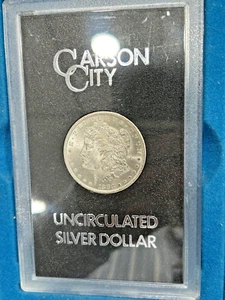 CARSON
CITY
UNCIRCULATED
SILVER DOLLAR